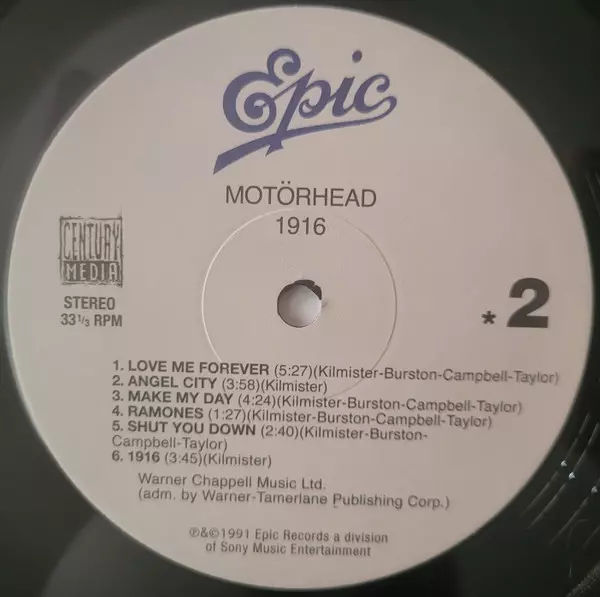 Epic
MOTÖRHEAD
1916
CENTURY
MEDIA
STEREO
33 1/3 RPM
* 2
1. LOVE ME FOREVER (5:27)(Kilmister-Burston-Campbell-Taylor)
2. ANGEL CITY (3:58)(Kilmister)
3. MAKE MY DAY (4:24)(Kilmister-Burston-Campbell-Taylor)
4. RAMONES (1:27)(Kilmister-Burston-Campbell-Taylor)
5. SHUT YOU DOWN (2:40)(Kilmister-Burston-
Campbell-Taylor)
6. 1916 (3:45)(Kilmister)
Warner Chappell Music Ltd.
(adm. by Warner-Tamerlane Publishing Corp.)
℗&©1991 Epic Records a division
of Sony Music Entertainment